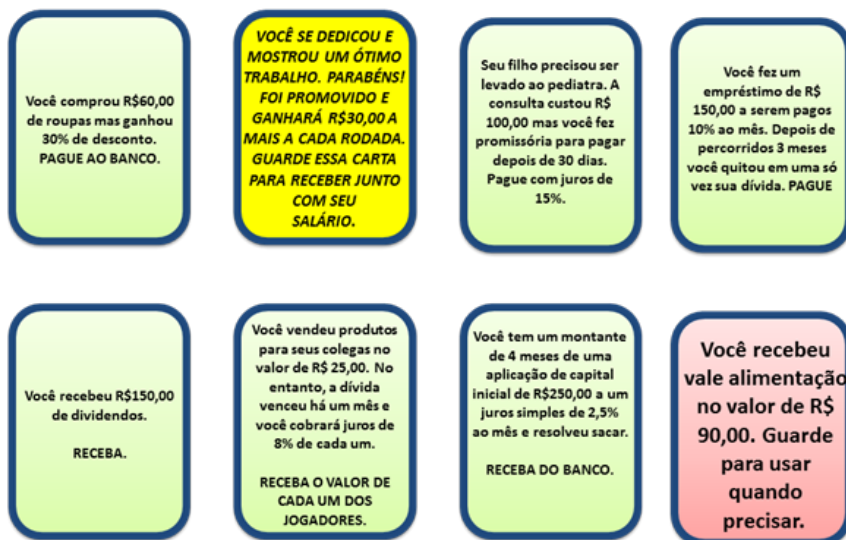 Você comprou R$60,00
de roupas mas ganhou
30% de desconto.
PAGUE AO BANCO.
VOCÊ SE DEDICOU E
MOSTROU UM ÓTIMO
TRABALHO. PARABÉNS!
FOI PROMOVIDO E
GANHARÁ R$30,00 A
MAIS A CADA RODADA.
GUARDE ESSA CARTA
PARA RECEBER JUNTO
COM SEU
SALÁRIO.
Seu filho precisou ser
levado ao pediatra. A
consulta custou R$
100,00 mas você fez
promissória para pagar
depois de 30 dias.
Pague com juros de
15%.
Você fez um
empréstimo de R$
150,00 a serem pagos
10% ao mês. Depois de
percorridos 3 meses
você quitou em uma só
vez sua dívida. PAGUE
Você recebeu R$150,00
de dividendos.
RECEBA.
Você vendeu produtos
para seus colegas no
valor de R$ 25,00. No
entanto, a dívida
venceu há um mês e
você cobrará juros de
8% de cada um.
RECEBA O VALOR DE
CADA UM DOS
JOGADORES.
Você tem um montante
de 4 meses de uma
aplicação de capital
inicial de R$250,00 a um
juros simples de 2,5%
ao mês e resolveu sacar.
RECEBA DO BANCO.
Você recebeu
vale alimentação
no valor de R$
90,00. Guarde
para usar
quando
precisar.